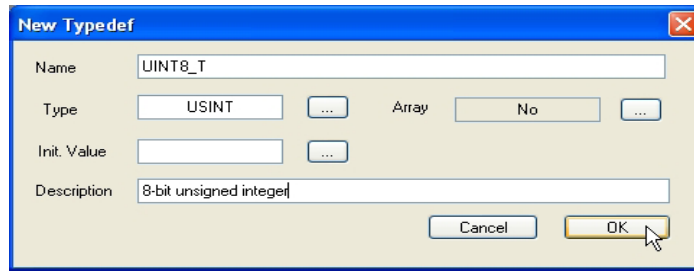 New Typedef
Name UINT8_T
Type USINT ... Array No ...
Init. Value ...
Description 8-bit unsigned integer
Cancel OK